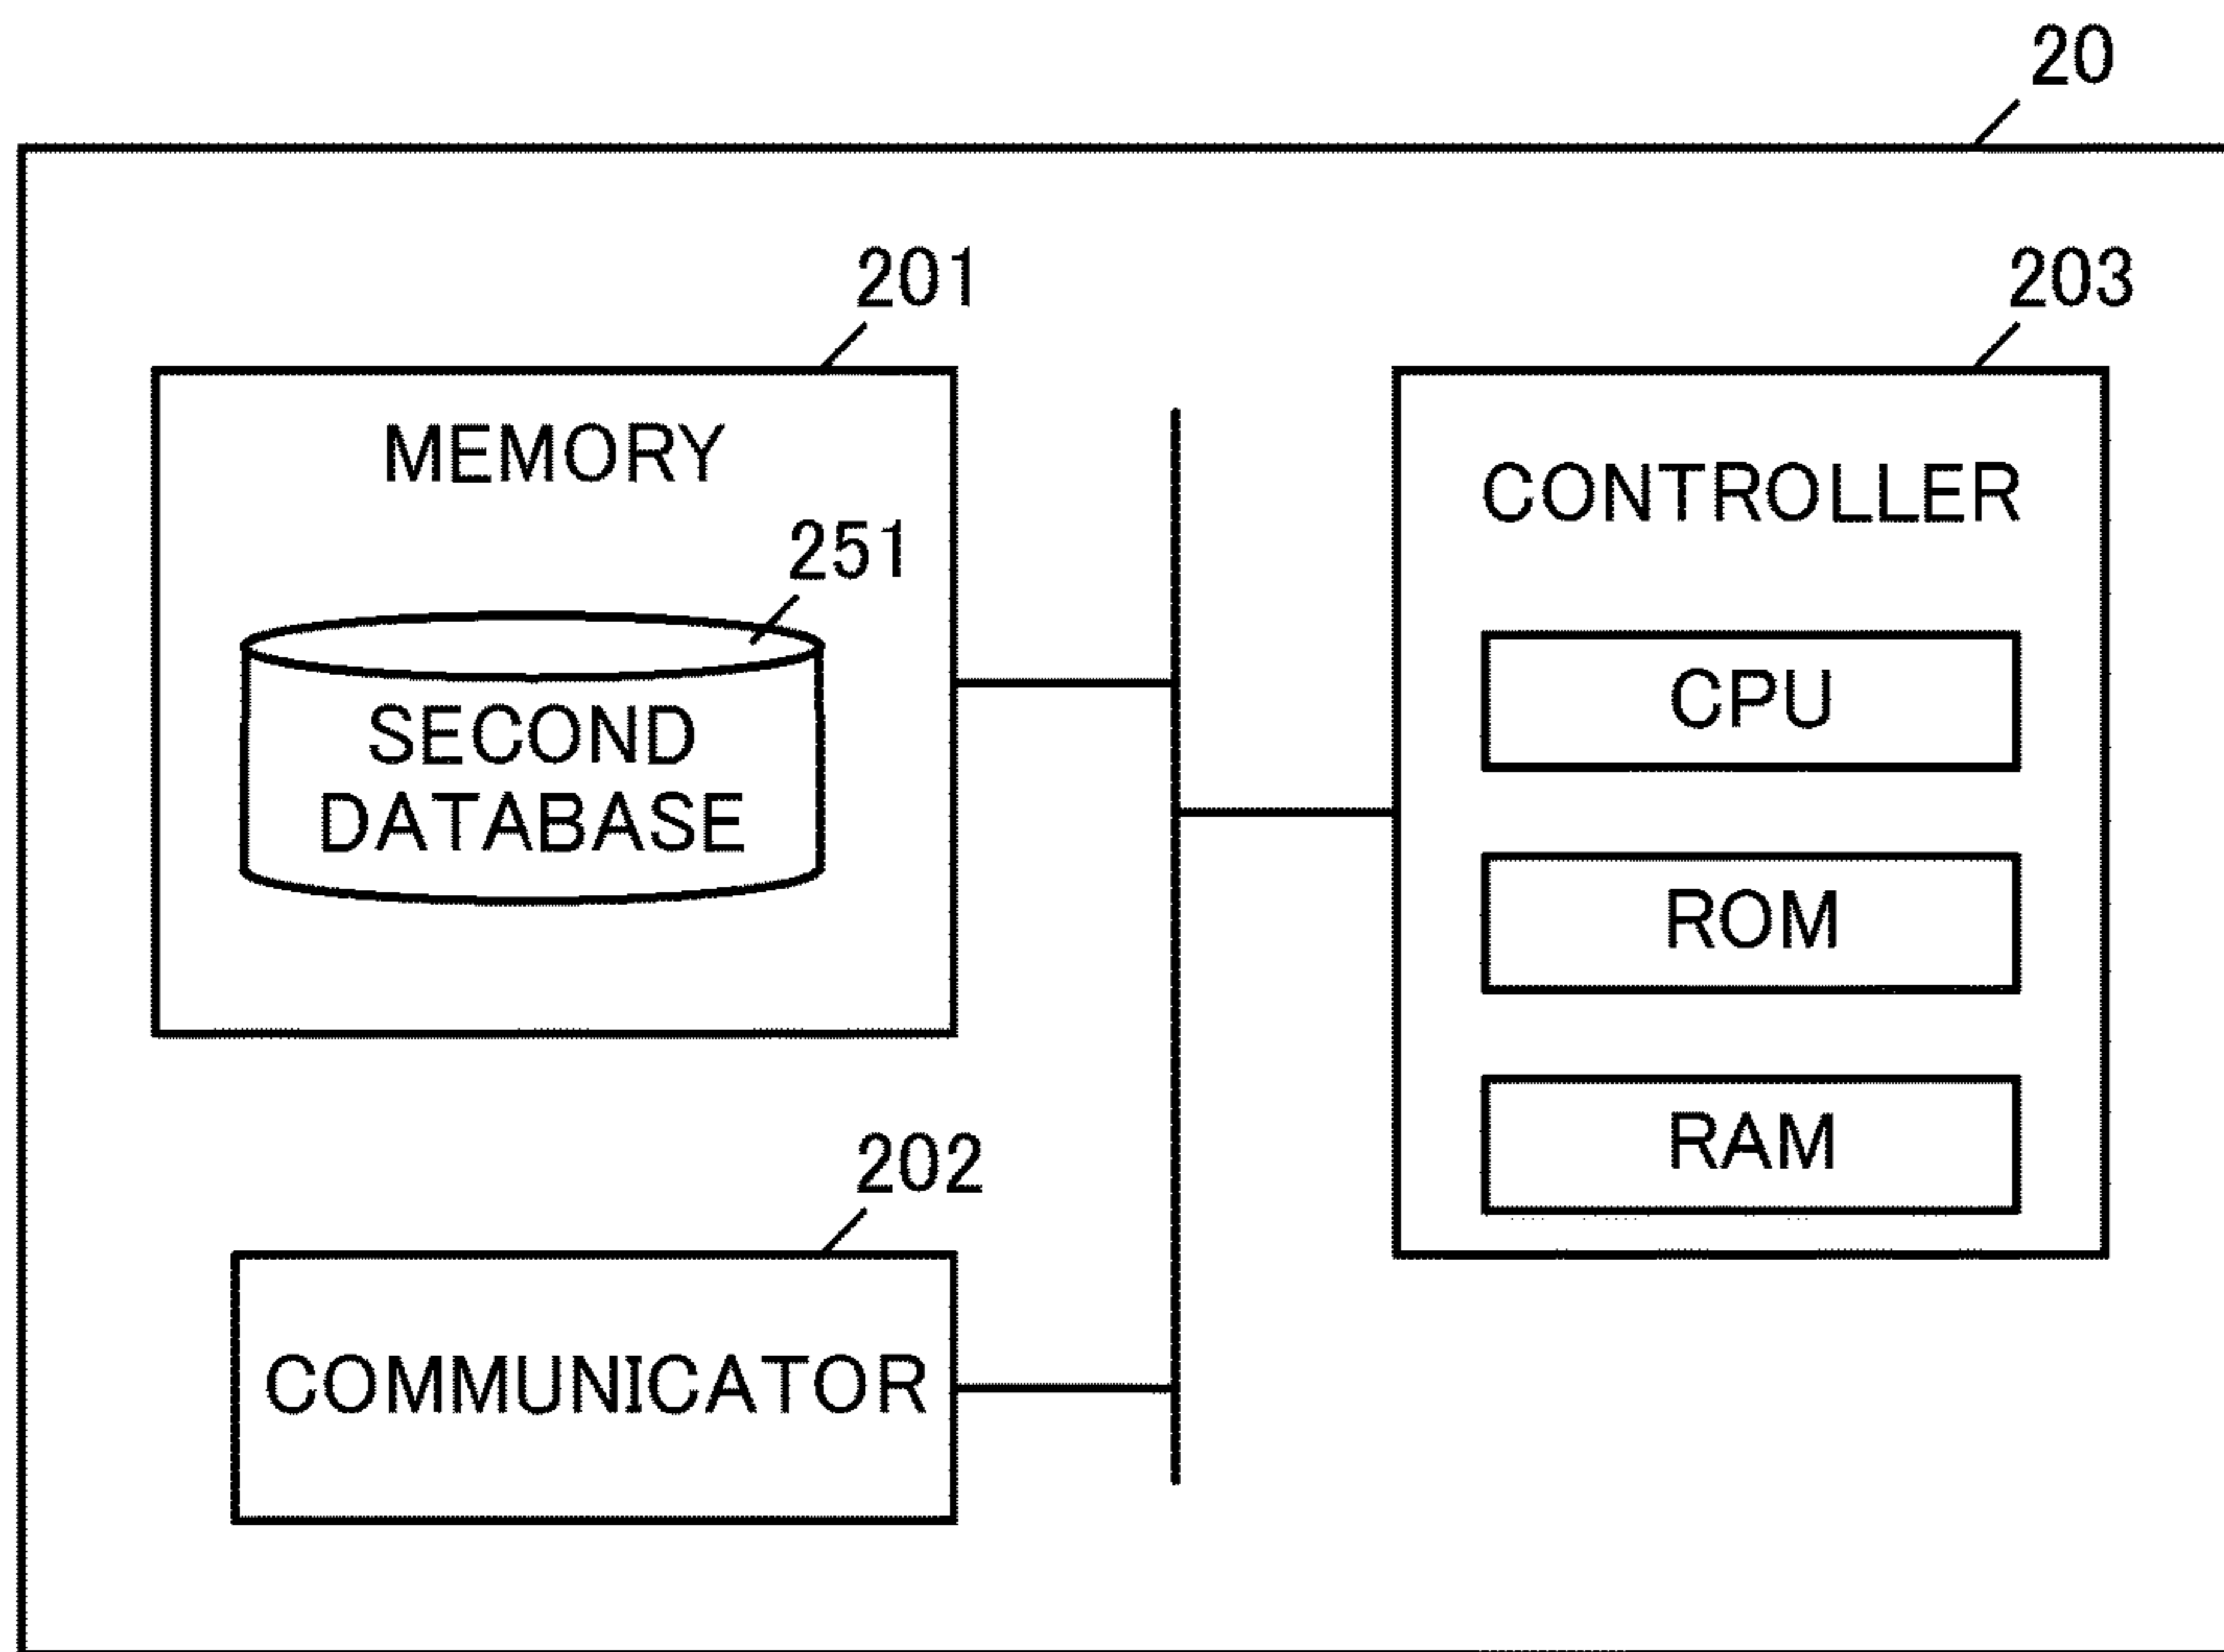 20
201
MEMORY
251
SECOND
DATABASE
203
CONTROLLER
CPU
ROM
RAM
202
COMMUNICATOR